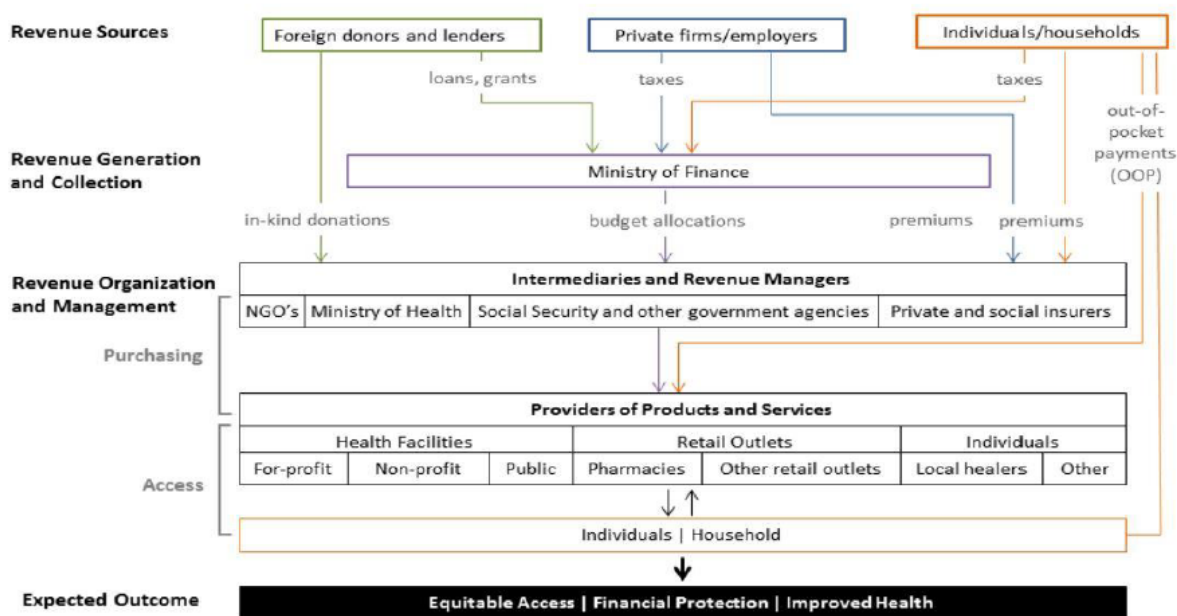 Revenue Sources
Foreign donors and lenders
Private firms/employers
Individuals/households
loans, grants
taxes
taxes
out-of-
pocket
payments
(OOP)
Revenue Generation
and Collection
Ministry of Finance
in-kind donations
budget allocations
premiums
premiums
Revenue Organization
and Management
Intermediaries and Revenue Managers
NGO's
Ministry of Health
Social Security and other government agencies
Private and social insurers
Purchasing
Providers of Products and Services
Health Facilities
Retail Outlets
Individuals
For-profit
Non-profit
Public
Pharmacies
Other retail outlets
Local healers
Other
Access
Individuals | Household
Expected Outcome
Equitable Access | Financial Protection | Improved Health